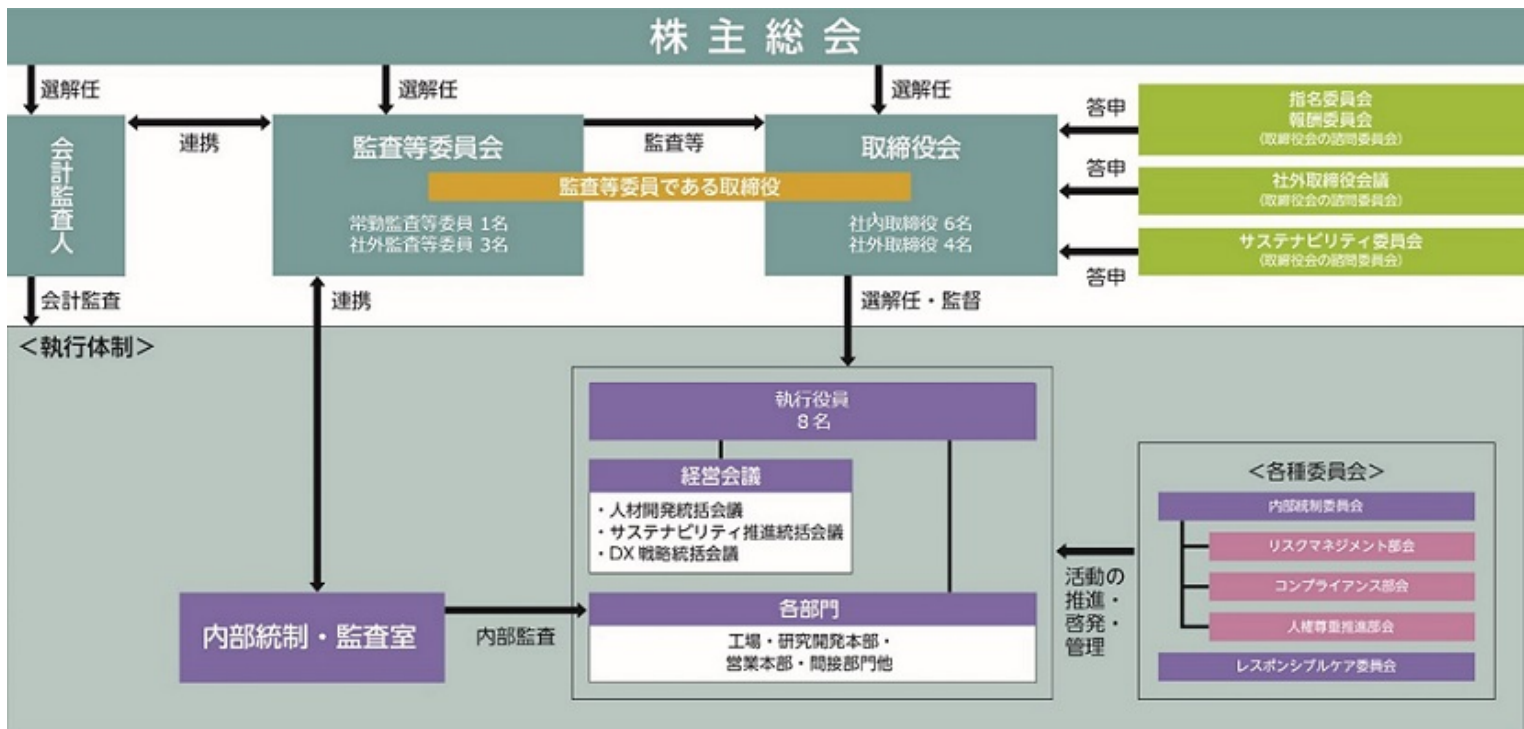 株主総会
選解任
選解任
選解任
会計監査人
連携
監査等委員会
監査等
取締役会
監査等委員である取締役
常勤監査等委員 1名
社外監査等委員 3名
社内取締役 6名
社外取締役 4名
答申
指名委員会
報酬委員会
(取締役会の諮問委員会)
答申
社外取締役会議
(取締役会の諮問委員会)
サステナビリティ委員会
(取締役会の諮問委員会)
答申
会計監査
連携
選解任・監督
＜執行体制＞
執行役員
8名
経営会議
・人材開発統括会議
・サステナビリティ推進統括会議
・DX戦略統括会議
内部統制・監査室
内部監査
各部門
工場・研究開発本部・
営業本部・間接部門他
活動の
推進・
啓発・
管理
＜各種委員会＞
内部統制委員会
リスクマネジメント部会
コンプライアンス部会
人権尊重推進部会
レスポンシブルケア委員会